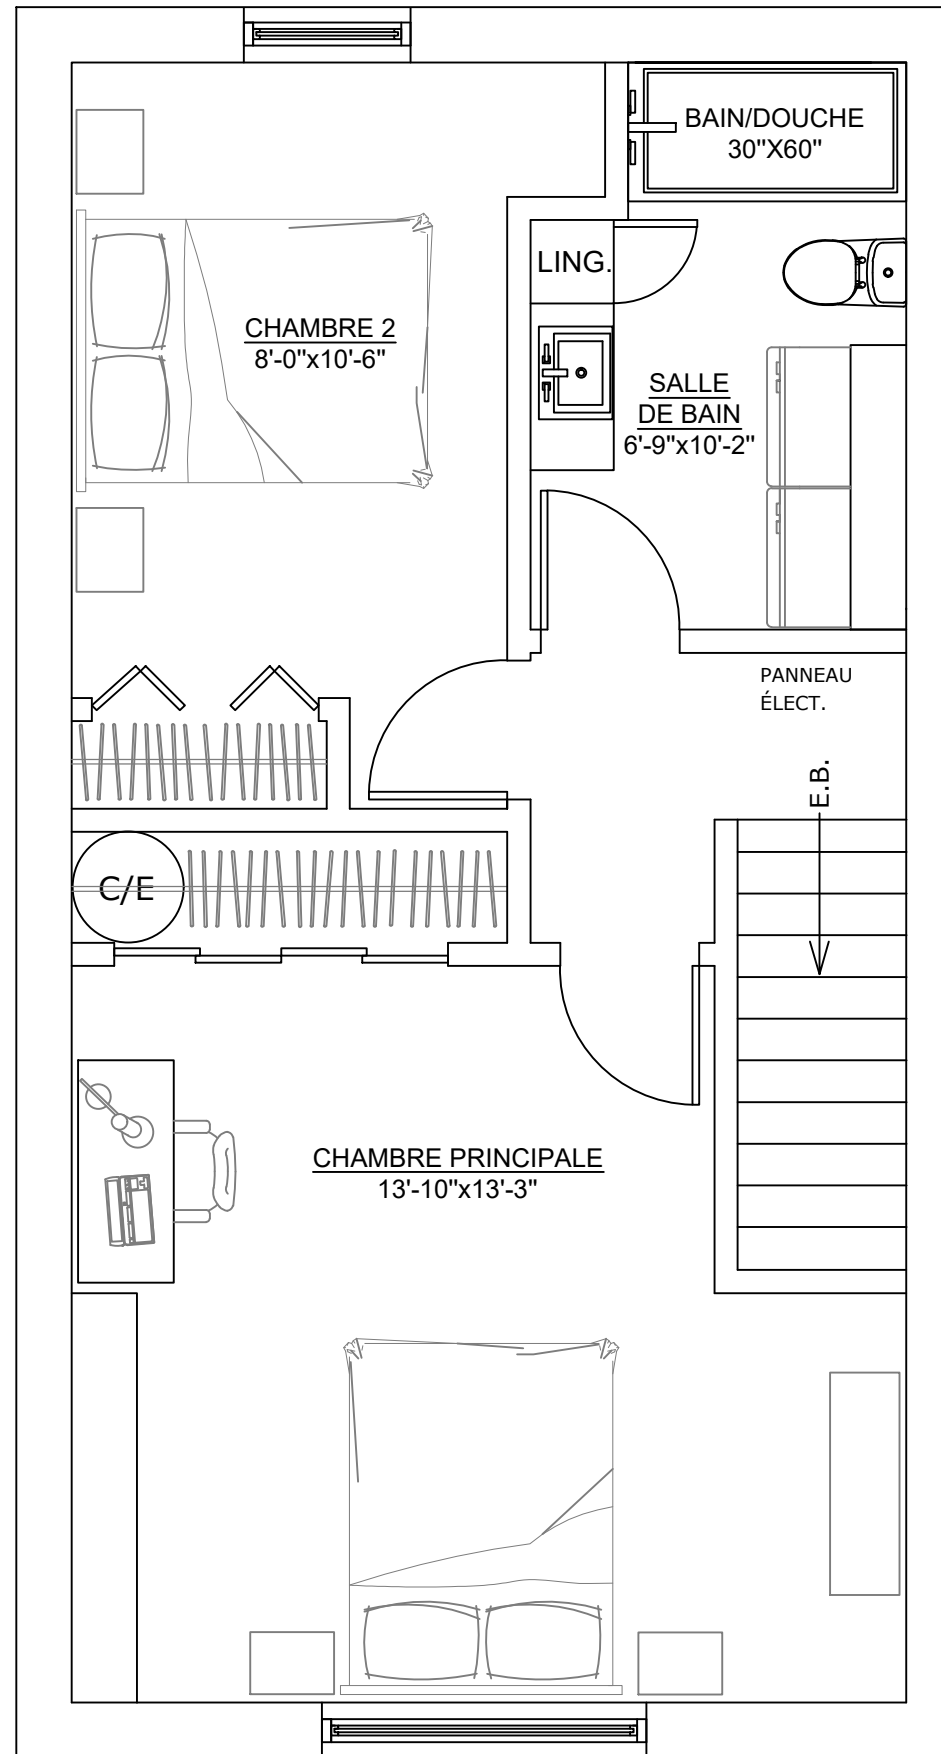 BAIN/DOUCHE
30"X60"
LING.
CHAMBRE 2
8'-0"x10'-6"
SALLE
DE BAIN
6'-9"x10'-2"
PANNEAU
ÉLECT.
E.B.
C/E
CHAMBRE PRINCIPALE
13'-10"x13'-3"